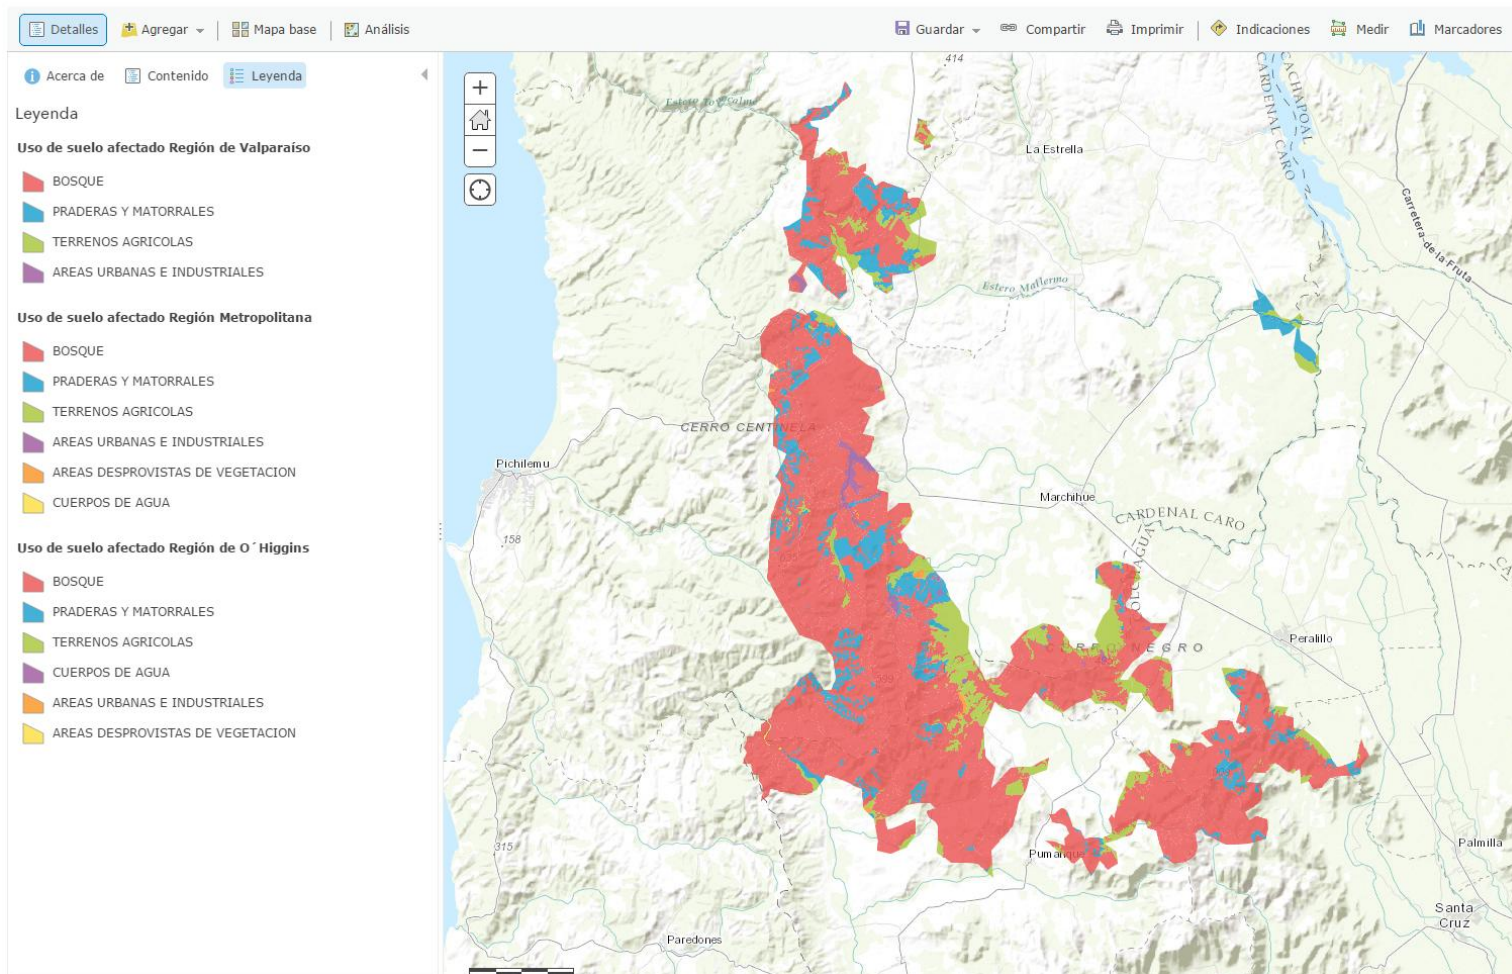 Detalles
Agregar
Mapa base
Análisis
Guardar
Compartir
Imprimir
Indicaciones
Medir
Marcadores
Acerca de
Contenido
Leyenda
Leyenda
Uso de suelo afectado Región de Valparaíso
BOSQUE
PRADERAS Y MATORRALES
TERRENOS AGRICOLAS
AREAS URBANAS E INDUSTRIALES
Uso de suelo afectado Región Metropolitana
BOSQUE
PRADERAS Y MATORRALES
TERRENOS AGRICOLAS
AREAS URBANAS E INDUSTRIALES
AREAS DESPROVISTAS DE VEGETACION
CUERPOS DE AGUA
Uso de suelo afectado Región de O´Higgins
BOSQUE
PRADERAS Y MATORRALES
TERRENOS AGRICOLAS
CUERPOS DE AGUA
AREAS URBANAS E INDUSTRIALES
AREAS DESPROVISTAS DE VEGETACION
414
CACHAPOAL
CARDENAL CARO
La Estrella
Carretera-de-la-Fruta
Estero Mallermo
CERRO CENTINELA
Pichilemu
Marchihue
CARDENAL CARO
158
Peralillo
CERRO NEGRO
315
Pumanque
Palmilla
Santa
Cruz
Paredones